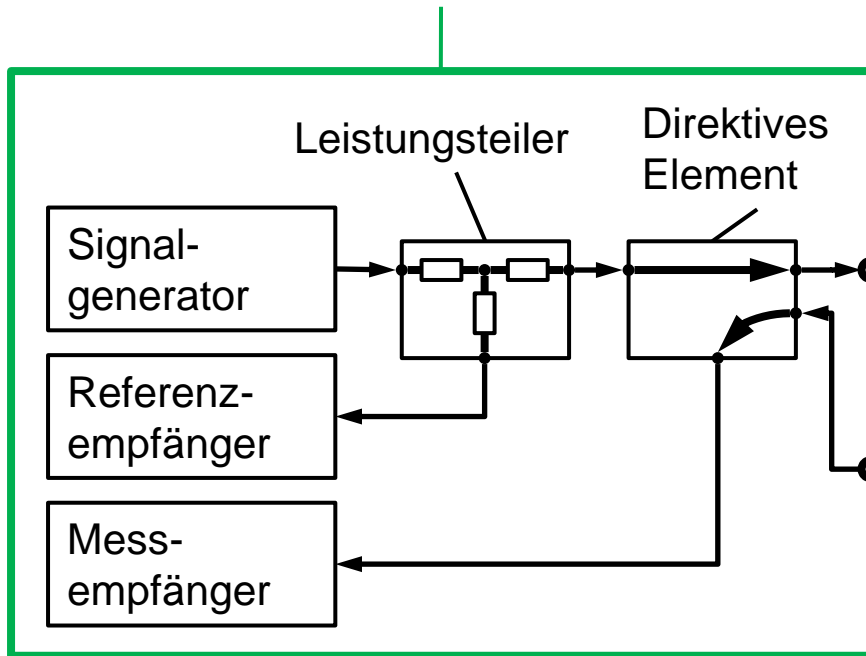 Leistungsteiler
Direktives
Element
Signal-
generator
Referenz-
empfänger
Mess-
empfänger